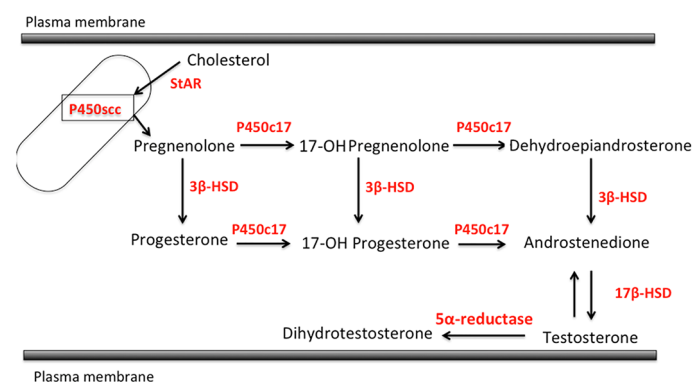 Plasma membrane
Cholesterol
StAR
P450scc
P450c17
P450c17
Pregnenolone
17-OH Pregnenolone
Dehydroepiandrosterone
3β-HSD
3β-HSD
3β-HSD
P450c17
P450c17
Progesterone
17-OH Progesterone
Androstenedione
17β-HSD
5α-reductase
Dihydrotestosterone
Testosterone
Plasma membrane